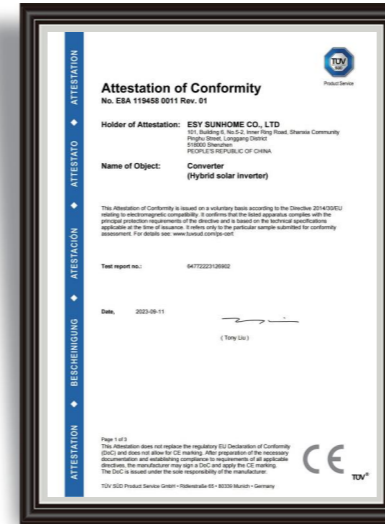 ATTESTATION ◆ ATTESTATO ◆ ATESTACIÓN ◆ BESCHEINIGUNG ◆ ATTESTATION
TÜV
SÜD
Product Service
Attestation of Conformity
No. E8A 119458 0011 Rev. 01
Holder of Attestation: ESY SUNHOME CO., LTD
101, Building 6, No.5-2, Inner Ring Road, Shanxia Community
Pinghu Street, Longgang District
518000 Shenzhen
PEOPLE'S REPUBLIC OF CHINA
Name of Object: Converter
(Hybrid solar inverter)
This Attestation of Conformity is issued on a voluntary basis according to the Directive 2014/30/EU
relating to electromagnetic compatibility. It confirms that the listed apparatus complies with the
principal protection requirements of the directive and is based on the technical specifications
applicable at the time of issuance. It refers only to the particular sample submitted for conformity
assessment. For details see: www.tuvsud.com/ps-cert
Test report no.: 64772223126902
Date, 2023-09-11
( Tony Liu )
Page 1 of 3
This Attestation does not replace the regulatory EU Declaration of Conformity
(DoC) and does not allow for CE marking. After preparation of the necessary
documentation and establishing compliance to requirements of all applicable
directives, the manufacturer may sign a DoC and apply the CE marking.
The DoC is issued under the sole responsibility of the manufacturer.
CE
TÜV SÜD Product Service GmbH • Ridlerstraße 65 • 80339 Munich • Germany
TÜV®